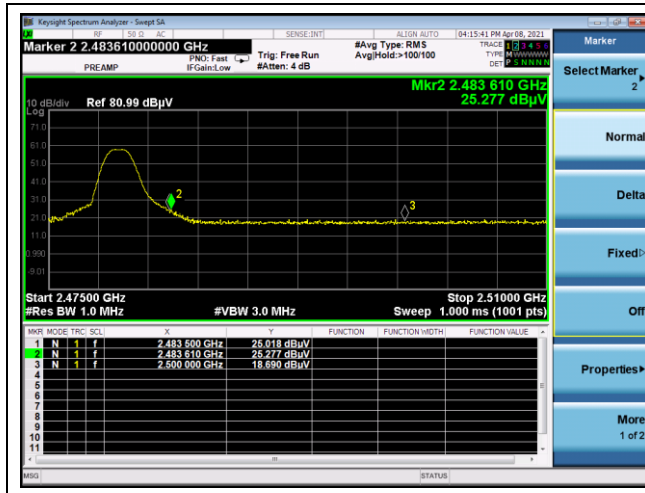 Keysight Spectrum Analyzer - Swept SA
RF 50 Ω AC SENSE:INT ALIGN AUTO 04:15:41 PM Apr 08, 2021
Marker 2 2.483610000000 GHz
PREAMP
PNO: Fast
IFGain:Low
Trig: Free Run
#Atten: 4 dB
#Avg Type: RMS
Avg|Hold:>100/100
TRACE 1 2 3 4 5 6
TYPE MWWWWW
DET P S N N N N
Mkr2 2.483 610 GHz
25.277 dBµV
10 dB/div Ref 80.99 dBµV
Log
71.0
61.0
51.0
41.0
31.0
21.0
11.0
0.990
-9.01
2
3
Start 2.47500 GHz Stop 2.51000 GHz
#Res BW 1.0 MHz #VBW 3.0 MHz Sweep 1.000 ms (1001 pts)
MKR MODE TRC SCL X Y FUNCTION FUNCTION WIDTH FUNCTION VALUE
1 N 1 f 2.483 500 GHz 25.018 dBuV
2 N 1 f 2.483 610 GHz 25.277 dBuV
3 N 1 f 2.500 000 GHz 18.690 dBuV
4
5
6
7
8
9
10
11
MSG STATUS
Marker
Select Marker
2
Normal
Delta
Fixed
Off
Properties
More
1 of 2